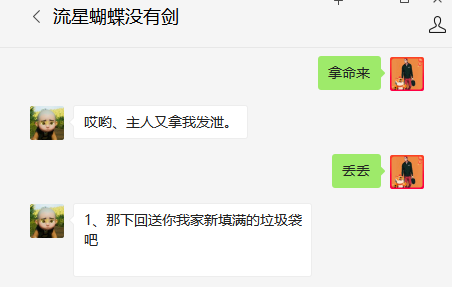 流星蝴蝶没有剑
拿命来
哎哟、主人又拿我发泄。
丢丢
1、那下回送你我家新填满的垃圾袋
吧